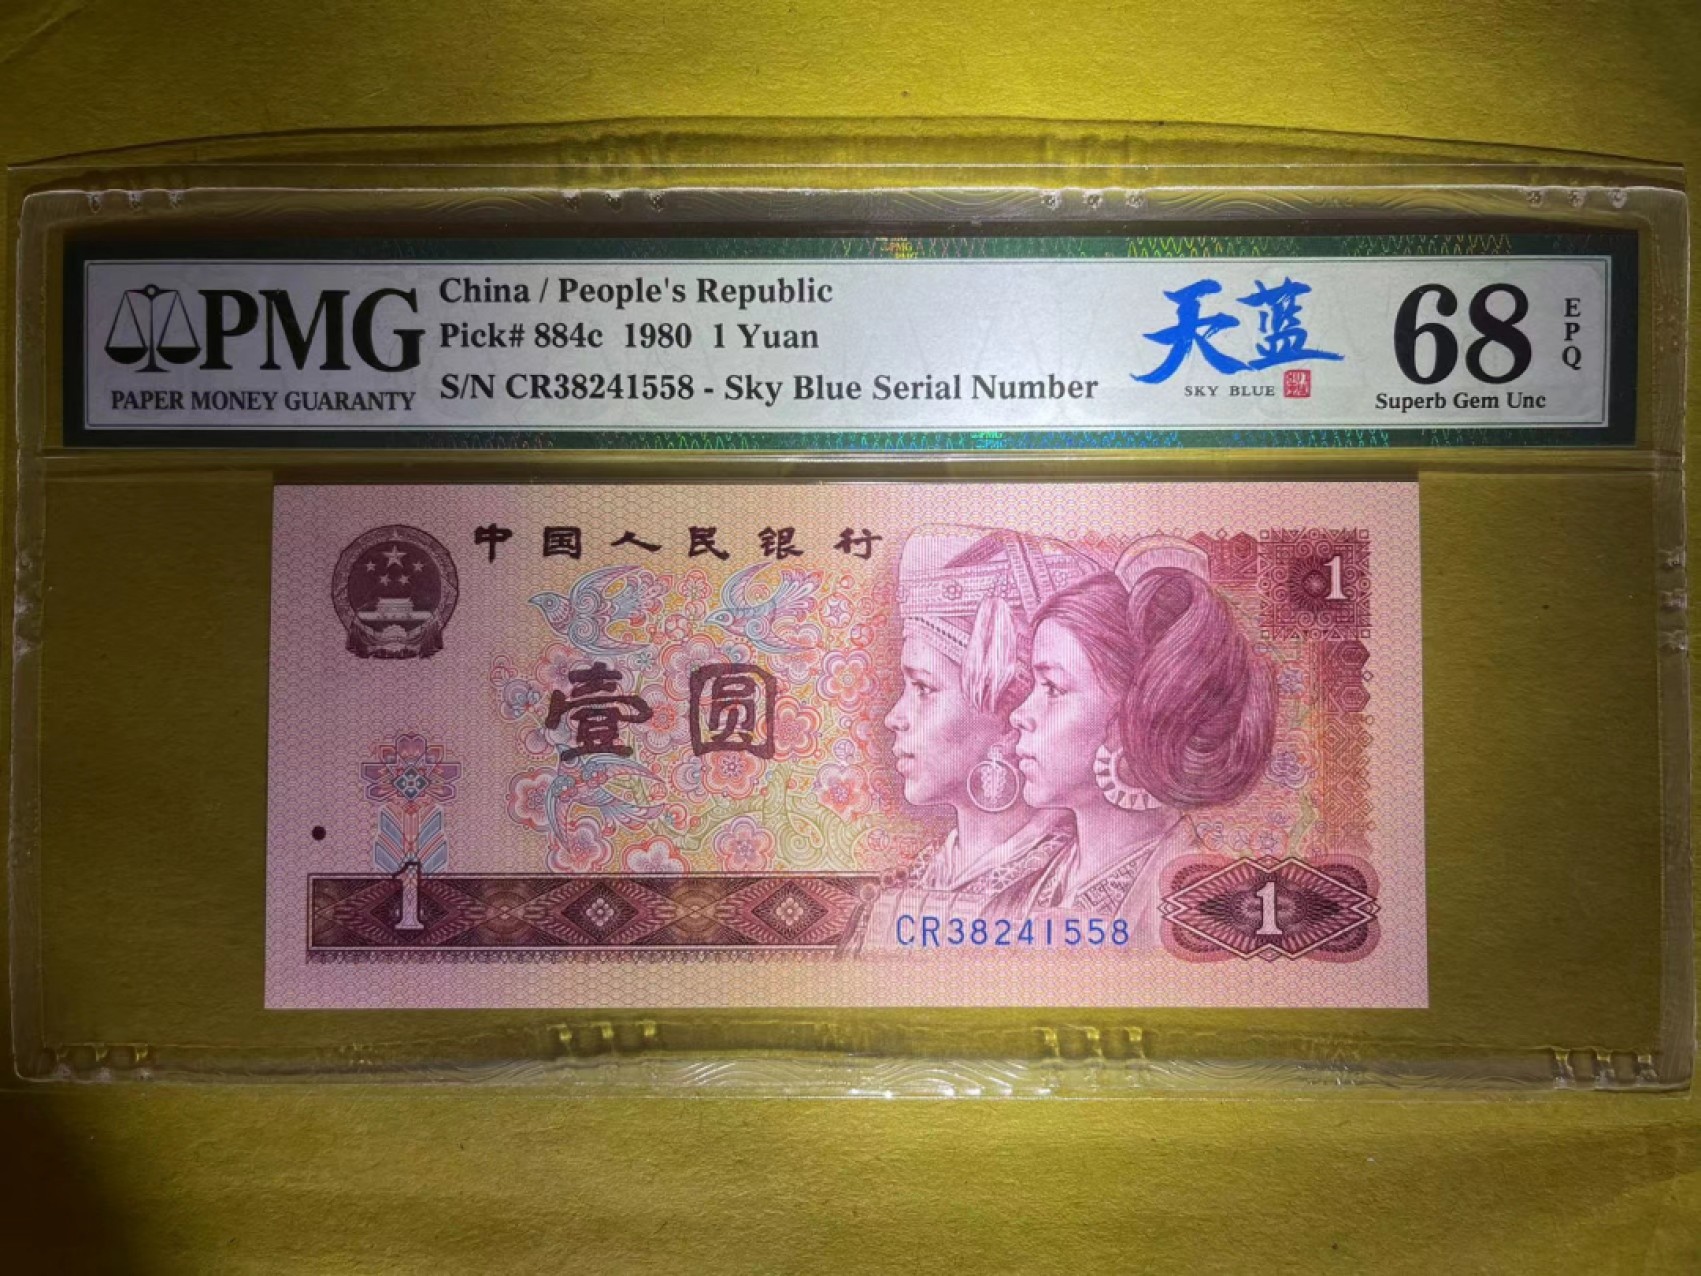 PMG
PAPER MONEY GUARANTY
China / People's Republic
Pick# 884c 1980 1 Yuan
S/N CR38241558 - Sky Blue Serial Number
天蓝
SKY BLUE
68
EPQ
Superb Gem Unc
中国人民银行
1
壹圆
1
CR38241558
1